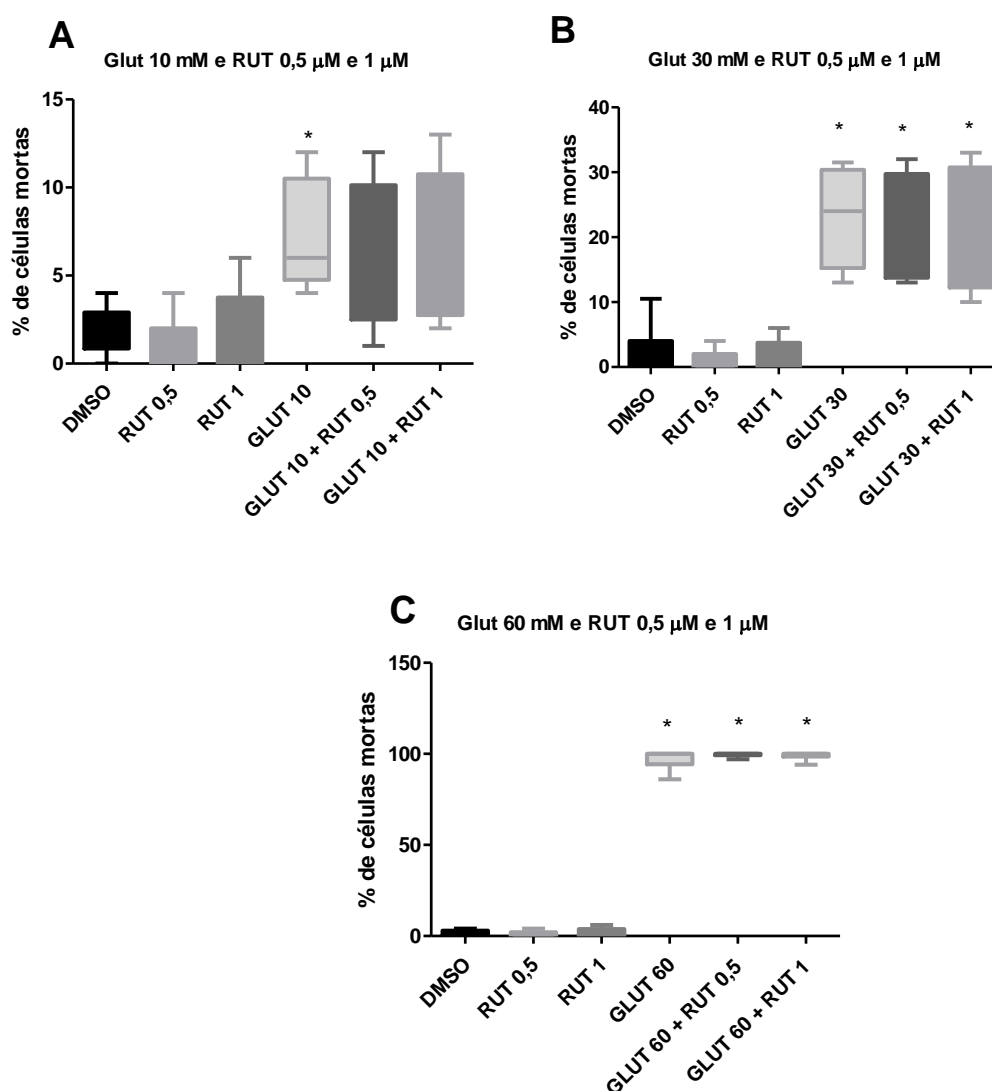 A
Glut 10 mM e RUT 0,5 μM e 1 μM
% de células mortas
15
10
5
0
*
DMSO
RUT 0,5
RUT 1
GLUT 10
GLUT 10 + RUT 0,5
GLUT 10 + RUT 1
B
Glut 30 mM e RUT 0,5 μM e 1 μM
% de células mortas
40
30
20
10
0
* * *
DMSO
RUT 0,5
RUT 1
GLUT 30
GLUT 30 + RUT 0,5
GLUT 30 + RUT 1
C
Glut 60 mM e RUT 0,5 μM e 1 μM
% de células mortas
150
100
50
0
* * *
DMSO
RUT 0,5
RUT 1
GLUT 60
GLUT 60 + RUT 0,5
GLUT 60 + RUT 1